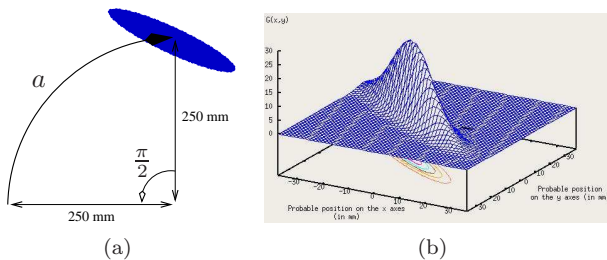 a
250 mm
π
2
250 mm
(a)
G(x,y)
30
25
20
15
10
5
0
-30
-20
-10
0
10
20
30
Probable position on the x axes
(in mm)
-30
-20
-10
0
10
20
30
Probable position
on the y axes (in mm
(b)